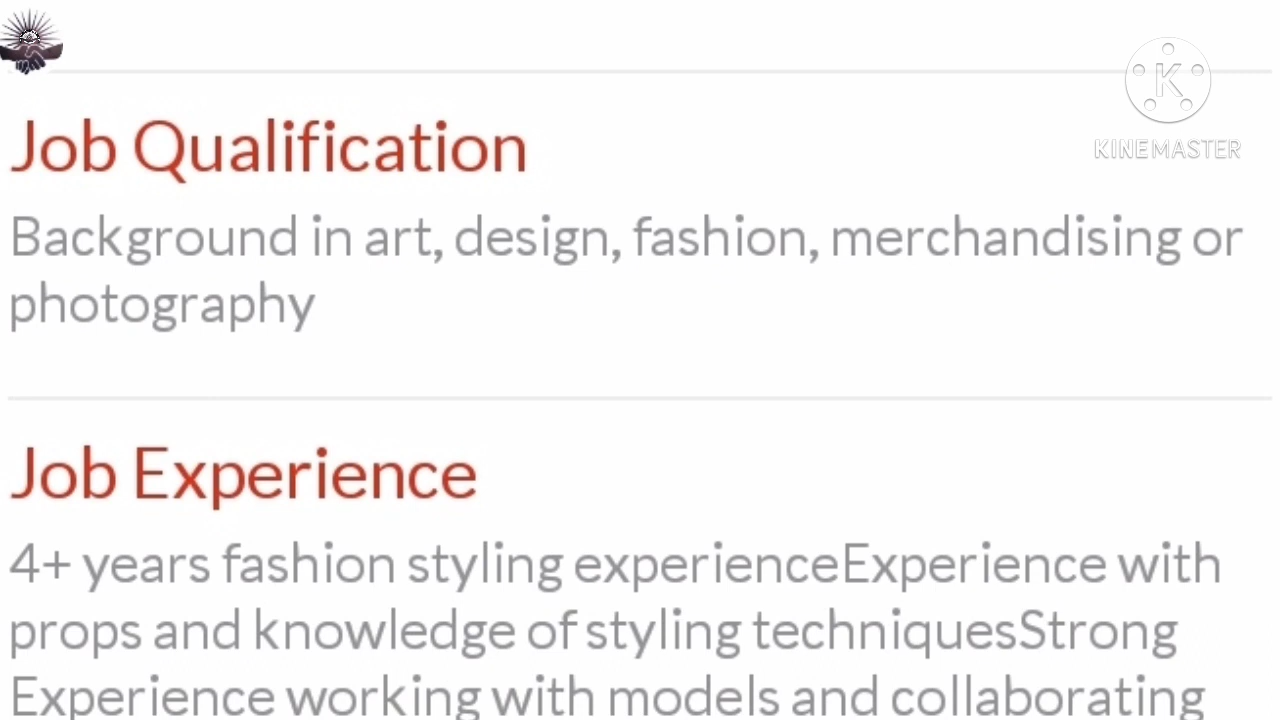 K
KINEMASTER
Job Qualification
Background in art, design, fashion, merchandising or
photography
Job Experience
4+ years fashion styling experienceExperience with
props and knowledge of styling techniquesStrong
Experience working with models and collaborating